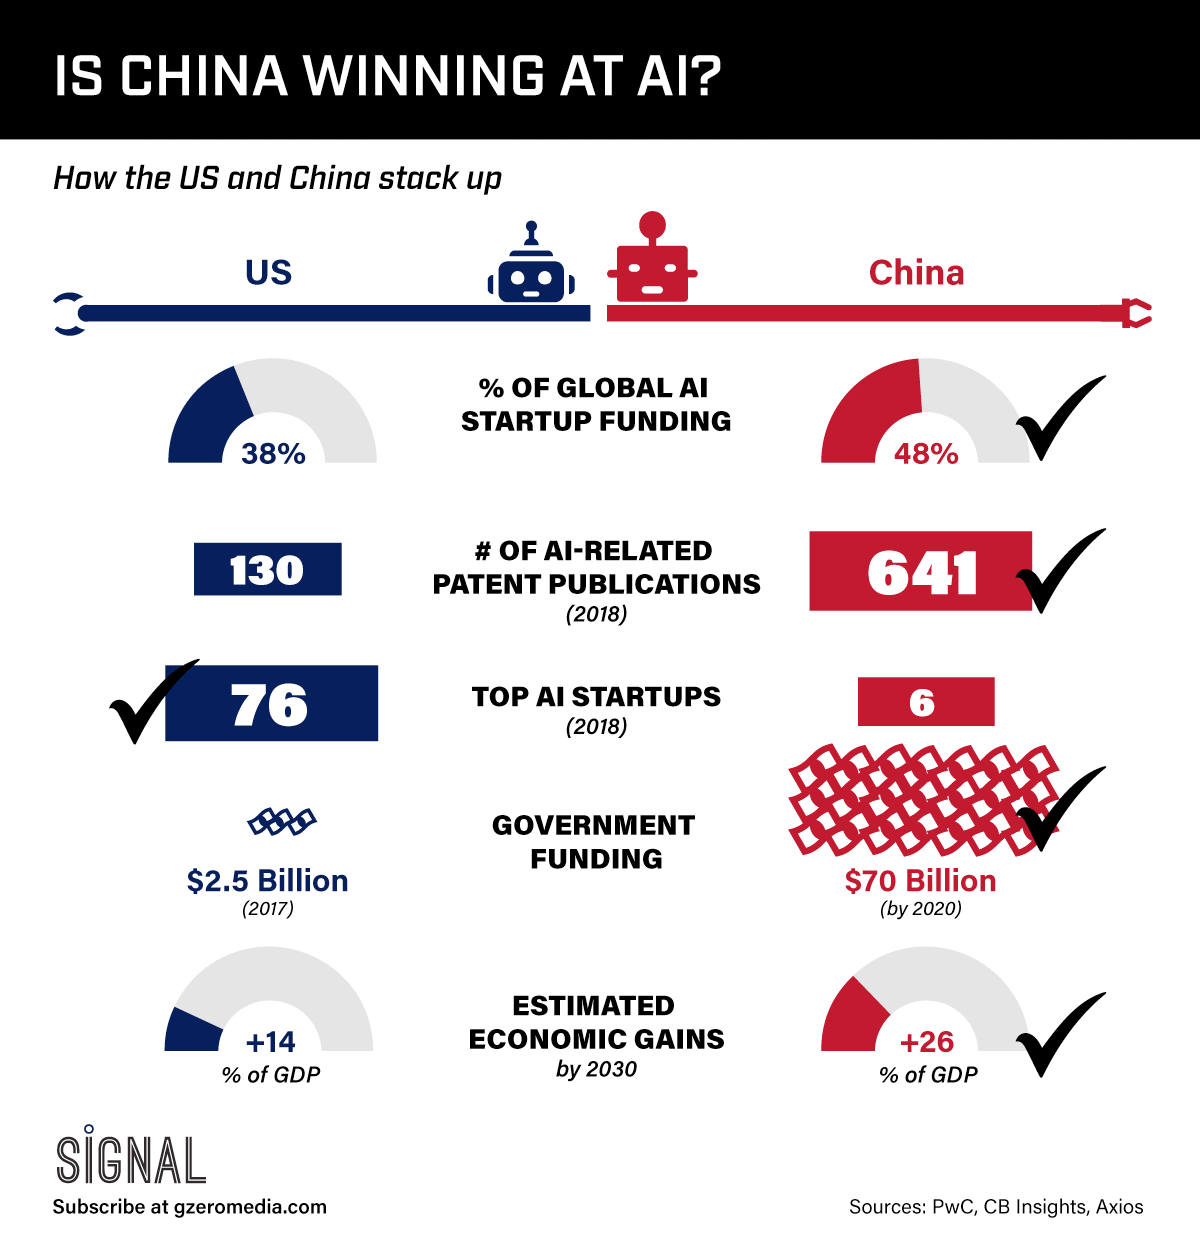 IS CHINA WINNING AT AI?
How the US and China stack up
US
China
38%
% OF GLOBAL AI
STARTUP FUNDING
48%
130
# OF AI-RELATED
PATENT PUBLICATIONS
(2018)
641
76
TOP AI STARTUPS
(2018)
6
$2.5 Billion
(2017)
GOVERNMENT
FUNDING
$70 Billion
(by 2020)
+14
% of GDP
ESTIMATED
ECONOMIC GAINS
by 2030
+26
% of GDP
SIGNAL
Subscribe at gzeromedia.com
Sources: PwC, CB Insights, Axios